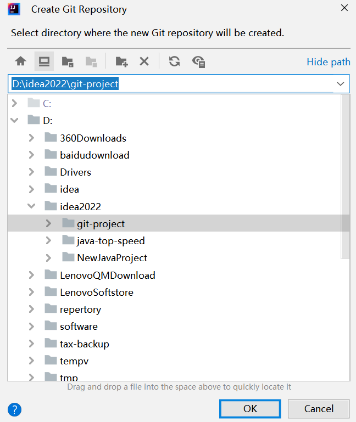 Create Git Repository
Select directory where the new Git repository will be created.
Hide path
D:\idea2022\git-project
C:
D:
360Downloads
baidudownload
Drivers
idea
idea2022
git-project
java-top-speed
NewJavaProject
LenovoQMDownload
LenovoSoftstore
repertory
software
tax-backup
tempv
tmp
Drag and drop a file into the space above to quickly locate it
?
OK
Cancel